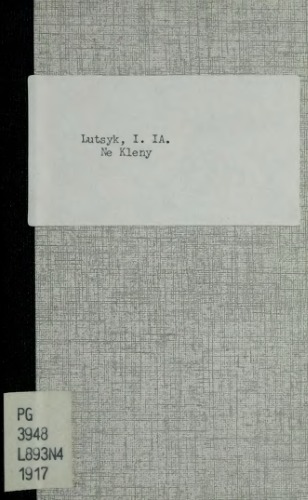 Lutsyk, I. IA.
Ne Kleny
PG
3948
L893N4
1917